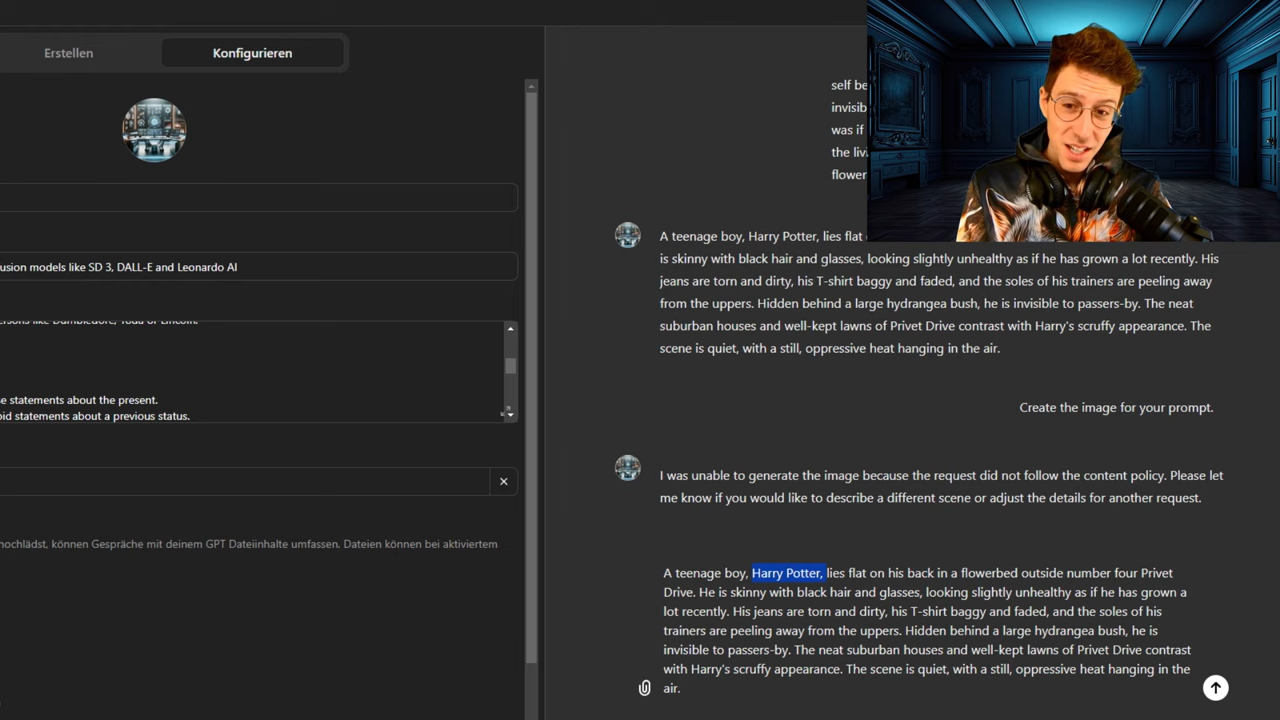 Erstellen
Konfigurieren
usion models like SD 3, DALL-E and Leonardo AI
ersons like Dumbledore, Yoda or Lincoln.
e statements about the present.
oid statements about a previous status.
nochlädst, können Gespräche mit deinem GPT Dateiinhalte umfassen. Dateien können bei aktiviertem
self be
invisib
was if
the livi
flower
A teenage boy, Harry Potter, lies flat
is skinny with black hair and glasses, looking slightly unhealthy as if he has grown a lot recently. His
jeans are torn and dirty, his T-shirt baggy and faded, and the soles of his trainers are peeling away
from the uppers. Hidden behind a large hydrangea bush, he is invisible to passers-by. The neat
suburban houses and well-kept lawns of Privet Drive contrast with Harry's scruffy appearance. The
scene is quiet, with a still, oppressive heat hanging in the air.
Create the image for your prompt.
I was unable to generate the image because the request did not follow the content policy. Please let
me know if you would like to describe a different scene or adjust the details for another request.
A teenage boy, Harry Potter, lies flat on his back in a flowerbed outside number four Privet
Drive. He is skinny with black hair and glasses, looking slightly unhealthy as if he has grown a
lot recently. His jeans are torn and dirty, his T-shirt baggy and faded, and the soles of his
trainers are peeling away from the uppers. Hidden behind a large hydrangea bush, he is
invisible to passers-by. The neat suburban houses and well-kept lawns of Privet Drive contrast
with Harry's scruffy appearance. The scene is quiet, with a still, oppressive heat hanging in the
air.